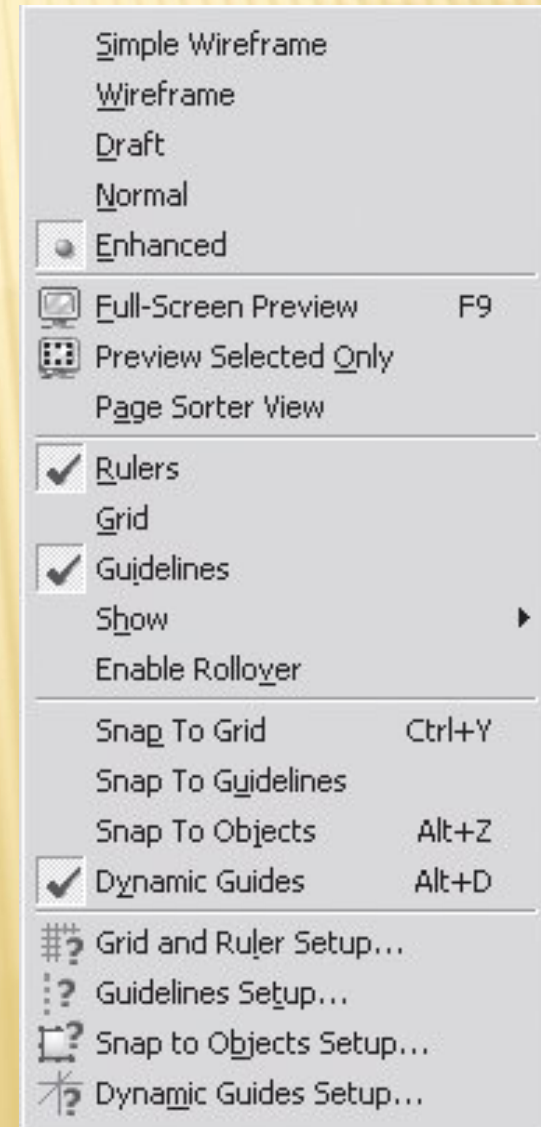 Simple Wireframe
Wireframe
Draft
Normal
Enhanced
Full-Screen Preview F9
Preview Selected Only
Page Sorter View
Rulers
Grid
Guidelines
Show
Enable Rollover
Snap To Grid Ctrl+Y
Snap To Guidelines
Snap To Objects Alt+Z
Dynamic Guides Alt+D
Grid and Ruler Setup...
Guidelines Setup...
Snap to Objects Setup...
Dynamic Guides Setup...